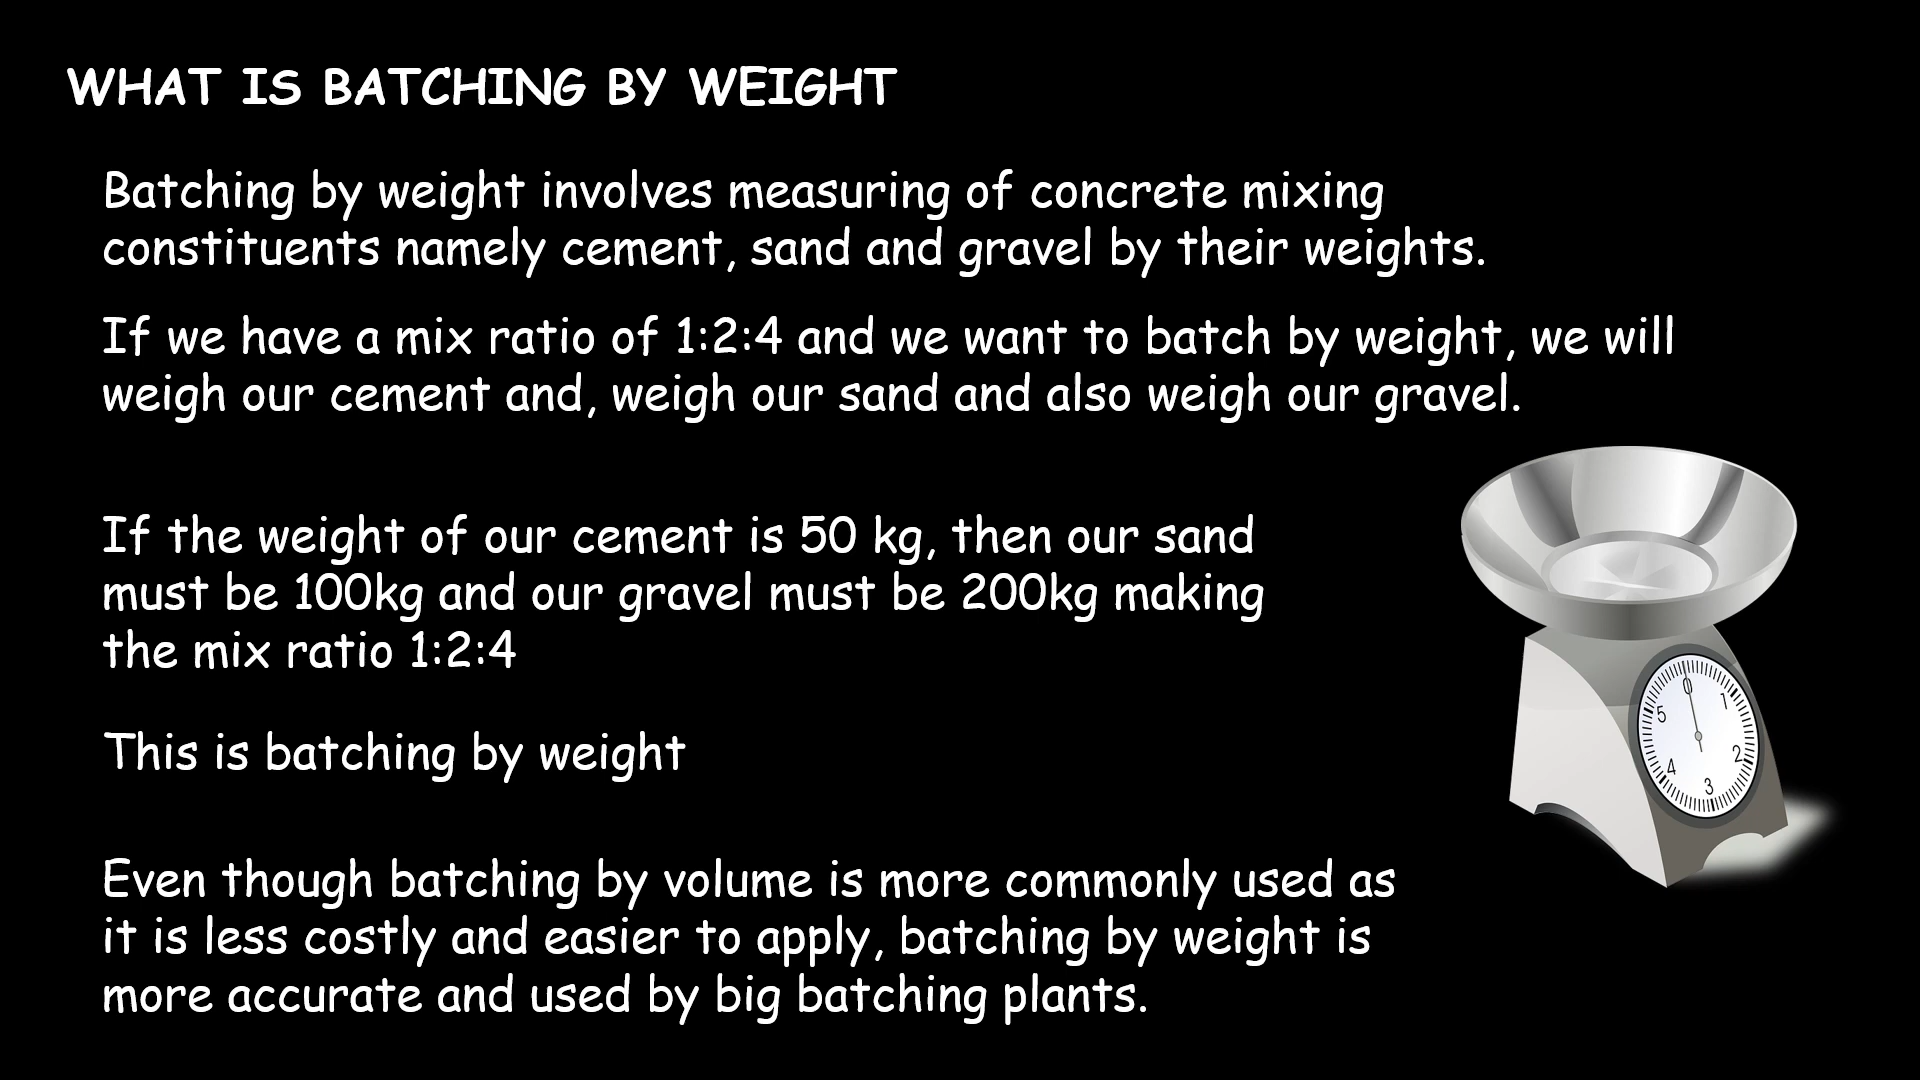 WHAT IS BATCHING BY WEIGHT
Batching by weight involves measuring of concrete mixing
constituents namely cement, sand and gravel by their weights.
If we have a mix ratio of 1:2:4 and we want to batch by weight, we will
weigh our cement and, weigh our sand and also weigh our gravel.
If the weight of our cement is 50 kg, then our sand
must be 100kg and our gravel must be 200kg making
the mix ratio 1:2:4
This is batching by weight
0
1
2
3
4
5
Even though batching by volume is more commonly used as
it is less costly and easier to apply, batching by weight is
more accurate and used by big batching plants.